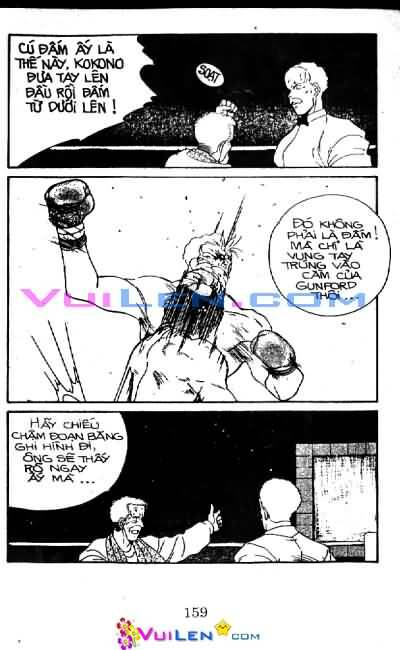 CÚ ĐẤM ẤY LÀ
THẾ NÀY, KOKONO
ĐƯA TAY LÊN
ĐẦU RỒI ĐẤM
TỪ DƯỚI LÊN !
SOẠT
ĐÓ KHÔNG
PHẢI LÀ ĐẤM !
MÀ CHỈ LÀ
VUNG TAY
TRÚNG VÀO
CẰM CỦA
GUNFORD
THÔI...
VUILEN.COM
HÃY CHIẾU
CHẬM ĐOẠN BĂNG
GHI HÌNH ĐI,
ÔNG SẼ THẤY
RÕ NGAY
ẤY MÀ ...
159
VUILEN.COM